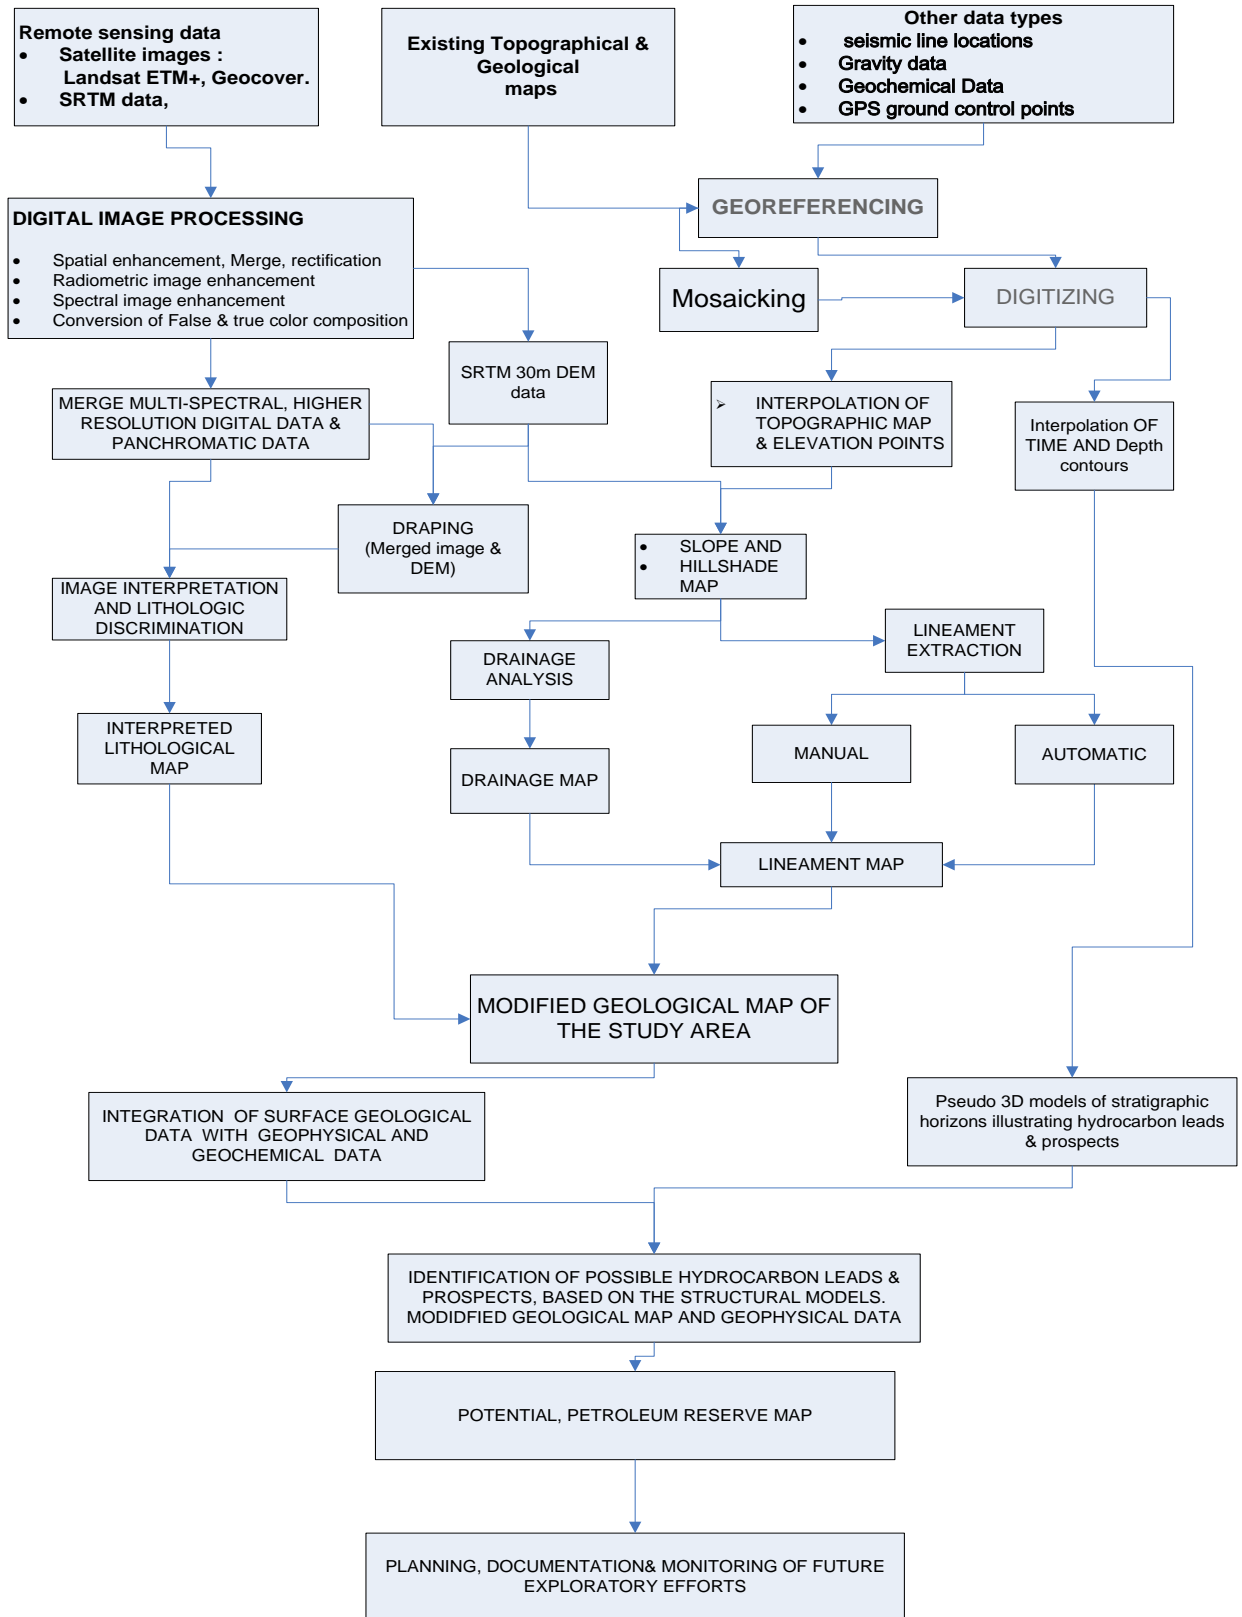 Remote sensing data
• Satellite images :
Landsat ETM+, Geocover.
• SRTM data,
Existing Topographical &
Geological
maps
Other data types
• seismic line locations
• Gravity data
• Geochemical Data
• GPS ground control points
DIGITAL IMAGE PROCESSING
• Spatial enhancement, Merge, rectification
• Radiometric image enhancement
• Spectral image enhancement
• Conversion of False & true color composition
GEOREFERENCING
Mosaicking
DIGITIZING
SRTM 30m DEM
data
MERGE MULTI-SPECTRAL, HIGHER
RESOLUTION DIGITAL DATA &
PANCHROMATIC DATA
➢ INTERPOLATION OF
TOPOGRAPHIC MAP
& ELEVATION POINTS
Interpolation OF
TIME AND Depth
contours
DRAPING
(Merged image &
DEM)
• SLOPE AND
• HILLSHADE
MAP
IMAGE INTERPRETATION
AND LITHOLOGIC
DISCRIMINATION
DRAINAGE
ANALYSIS
LINEAMENT
EXTRACTION
INTERPRETED
LITHOLOGICAL
MAP
DRAINAGE MAP
MANUAL
AUTOMATIC
LINEAMENT MAP
MODIFIED GEOLOGICAL MAP OF
THE STUDY AREA
INTEGRATION OF SURFACE GEOLOGICAL
DATA WITH GEOPHYSICAL AND
GEOCHEMICAL DATA
Pseudo 3D models of stratigraphic
horizons illustrating hydrocarbon leads
& prospects
IDENTIFICATION OF POSSIBLE HYDROCARBON LEADS &
PROSPECTS, BASED ON THE STRUCTURAL MODELS.
MODIDFIED GEOLOGICAL MAP AND GEOPHYSICAL DATA
POTENTIAL, PETROLEUM RESERVE MAP
PLANNING, DOCUMENTATION& MONITORING OF FUTURE
EXPLORATORY EFFORTS